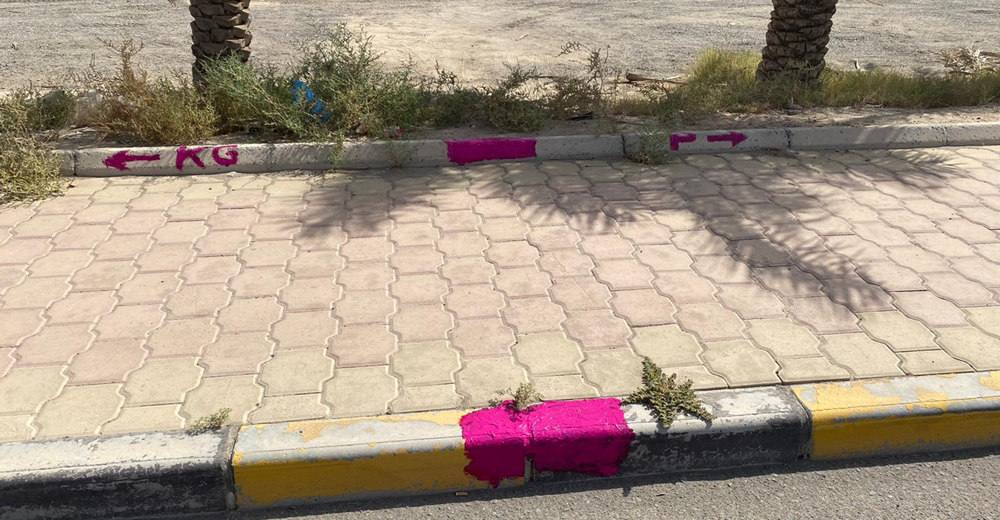 ← KG r →